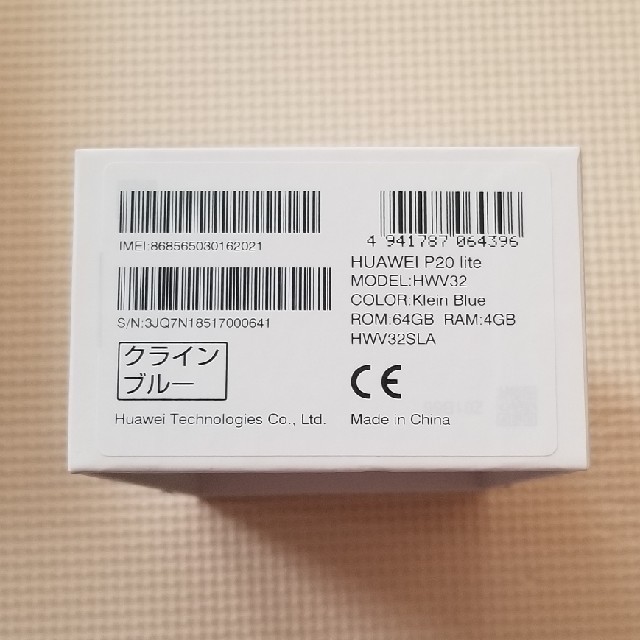 IMEI:868565030162021
S/N:3JQ7N18517000641
クライン
ブルー
Huawei Technologies Co., Ltd.
4 941787 064396
HUAWEI P20 lite
MODEL:HWV32
COLOR:Klein Blue
ROM:64GB RAM:4GB
HWV32SLA
CE
Made in China